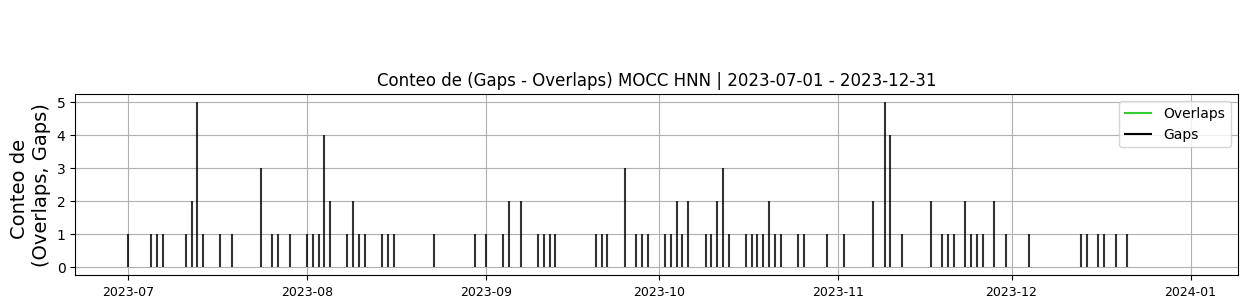 Conteo de (Gaps - Overlaps) MOCC HNN | 2023-07-01 - 2023-12-31
Conteo de
(Overlaps, Gaps)
5
4
3
2
1
0
Overlaps
Gaps
2023-07
2023-08
2023-09
2023-10
2023-11
2023-12
2024-01